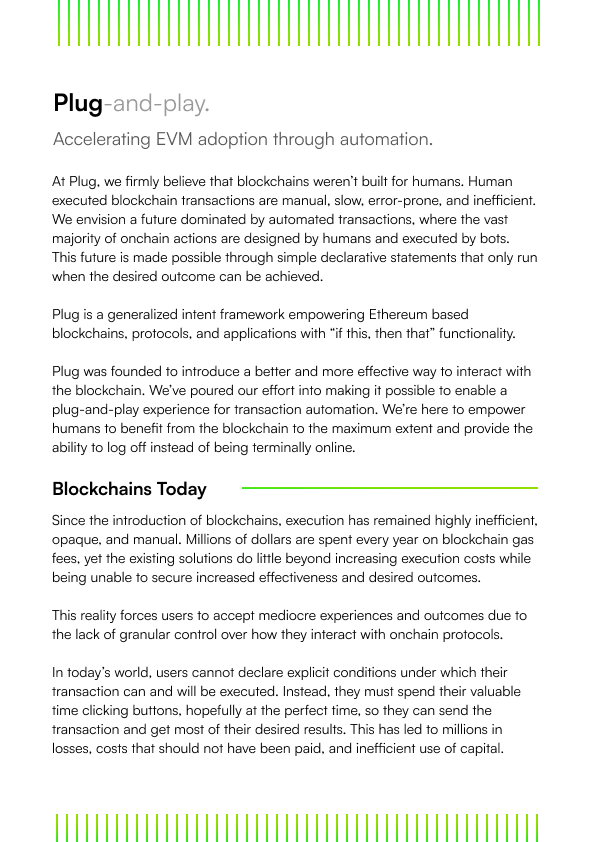 Plug-and-play.
Accelerating EVM adoption through automation.
At Plug, we firmly believe that blockchains weren’t built for humans. Human
executed blockchain transactions are manual, slow, error-prone, and inefficient.
We envision a future dominated by automated transactions, where the vast
majority of onchain actions are designed by humans and executed by bots.
This future is made possible through simple declarative statements that only run
when the desired outcome can be achieved.
Plug is a generalized intent framework empowering Ethereum based
blockchains, protocols, and applications with “if this, then that” functionality.
Plug was founded to introduce a better and more effective way to interact with
the blockchain. We’ve poured our effort into making it possible to enable a
plug-and-play experience for transaction automation. We’re here to empower
humans to benefit from the blockchain to the maximum extent and provide the
ability to log off instead of being terminally online.
Blockchains Today
Since the introduction of blockchains, execution has remained highly inefficient,
opaque, and manual. Millions of dollars are spent every year on blockchain gas
fees, yet the existing solutions do little beyond increasing execution costs while
being unable to secure increased effectiveness and desired outcomes.
This reality forces users to accept mediocre experiences and outcomes due to
the lack of granular control over how they interact with onchain protocols.
In today’s world, users cannot declare explicit conditions under which their
transaction can and will be executed. Instead, they must spend their valuable
time clicking buttons, hopefully at the perfect time, so they can send the
transaction and get most of their desired results. This has led to millions in
losses, costs that should not have been paid, and inefficient use of capital.